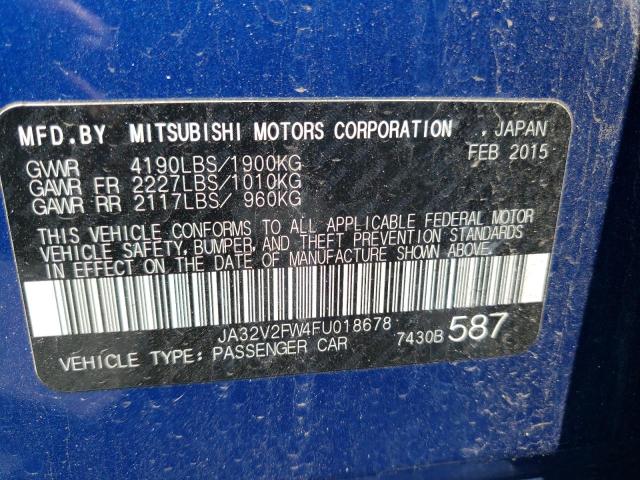 MFD.BY MITSUBISHI MOTORS CORPORATION , JAPAN
GVWR 4190LBS/1900KG FEB 2015
GAWR FR 2227LBS/1010KG
GAWR RR 2117LBS/ 960KG
THIS VEHICLE CONFORMS TO ALL APPLICABLE FEDERAL MOTOR
VEHICLE SAFETY, BUMPER, AND THEFT PREVENTION STANDARDS
IN EFFECT ON THE DATE OF MANUFACTURE SHOWN ABOVE.
JA32V2FW4FU018678
VEHICLE TYPE: PASSENGER CAR 7430B 587